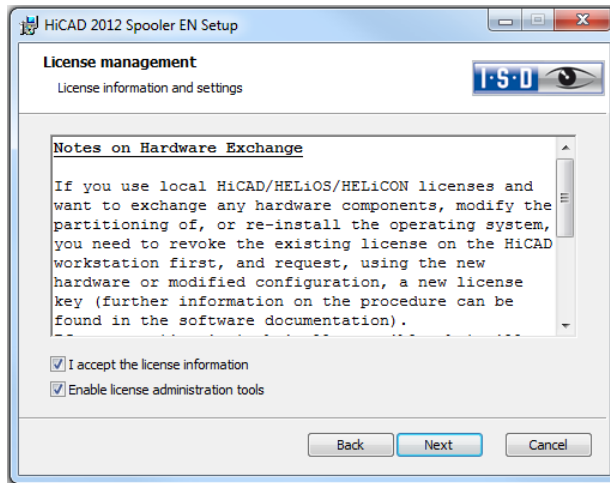 HiCAD 2012 Spooler EN Setup
License management
License information and settings
I·S·D
Notes on Hardware Exchange
If you use local HiCAD/HELiOS/HELiCON licenses and
want to exchange any hardware components, modify the
partitioning of, or re-install the operating system,
you need to revoke the existing license on the HiCAD
workstation first, and request, using the new
hardware or modified configuration, a new license
key (further information on the procedure can be
found in the software documentation).
I accept the license information
Enable license administration tools
Back
Next
Cancel